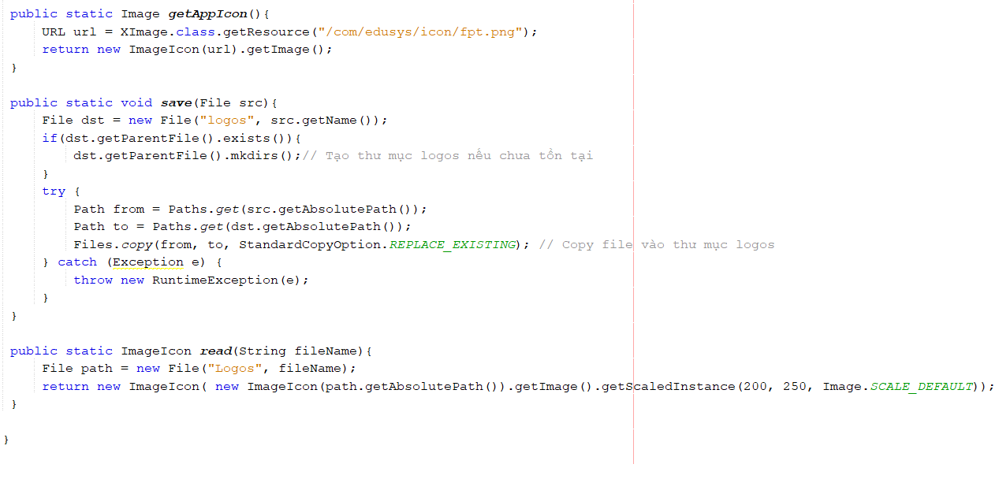 public static Image getAppIcon(){
    URL url = XImage.class.getResource("/com/edusys/icon/fpt.png");
    return new ImageIcon(url).getImage();
}
public static void save(File src){
    File dst = new File("logos", src.getName());
    if(dst.getParentFile().exists()){
        dst.getParentFile().mkdirs();// Tạo thư mục logos nếu chưa tồn tại
    }
    try {
        Path from = Paths.get(src.getAbsolutePath());
        Path to = Paths.get(dst.getAbsolutePath());
        Files.copy(from, to, StandardCopyOption.REPLACE_EXISTING); // Copy file vào thư mục logos
    } catch (Exception e) {
        throw new RuntimeException(e);
    }
}
public static ImageIcon read(String fileName){
    File path = new File("Logos", fileName);
    return new ImageIcon( new ImageIcon(path.getAbsolutePath()).getImage().getScaledInstance(200, 250, Image.SCALE_DEFAULT));
}
}